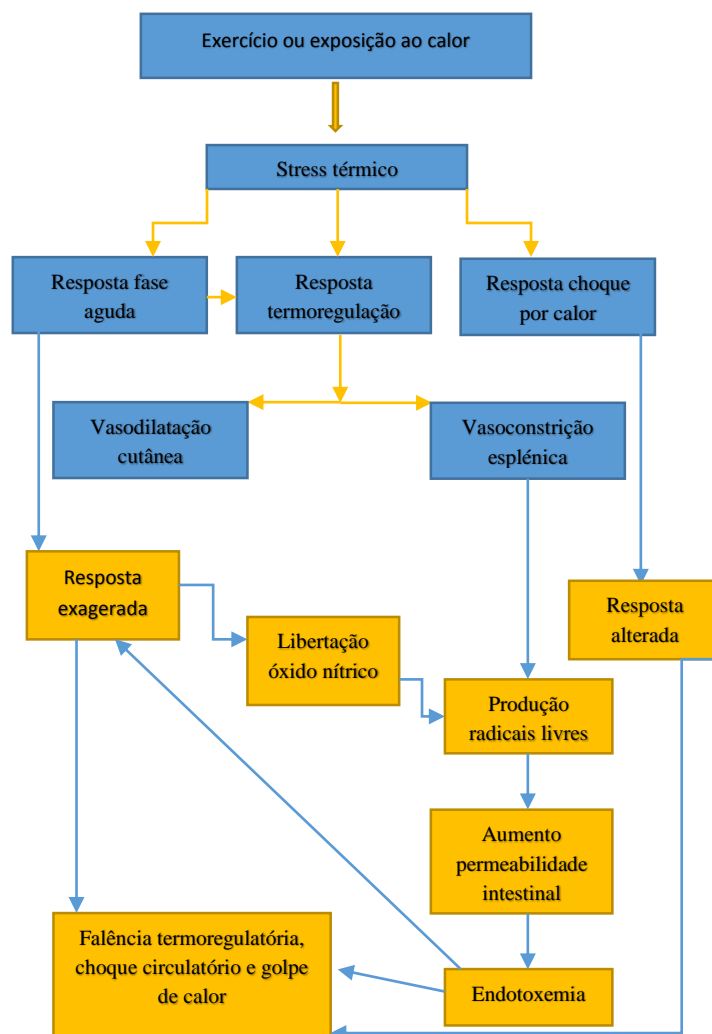 Exercício ou exposição ao calor
Stress térmico
Resposta fase
aguda
Resposta
termoregulação
Resposta choque
por calor
Vasodilatação
cutânea
Vasoconstrição
esplénica
Resposta
exagerada
Resposta
alterada
Libertação
óxido nítrico
Produção
radicais livres
Aumento
permeabilidade
intestinal
Falência termoregulatória,
choque circulatório e golpe
de calor
Endotoxemia